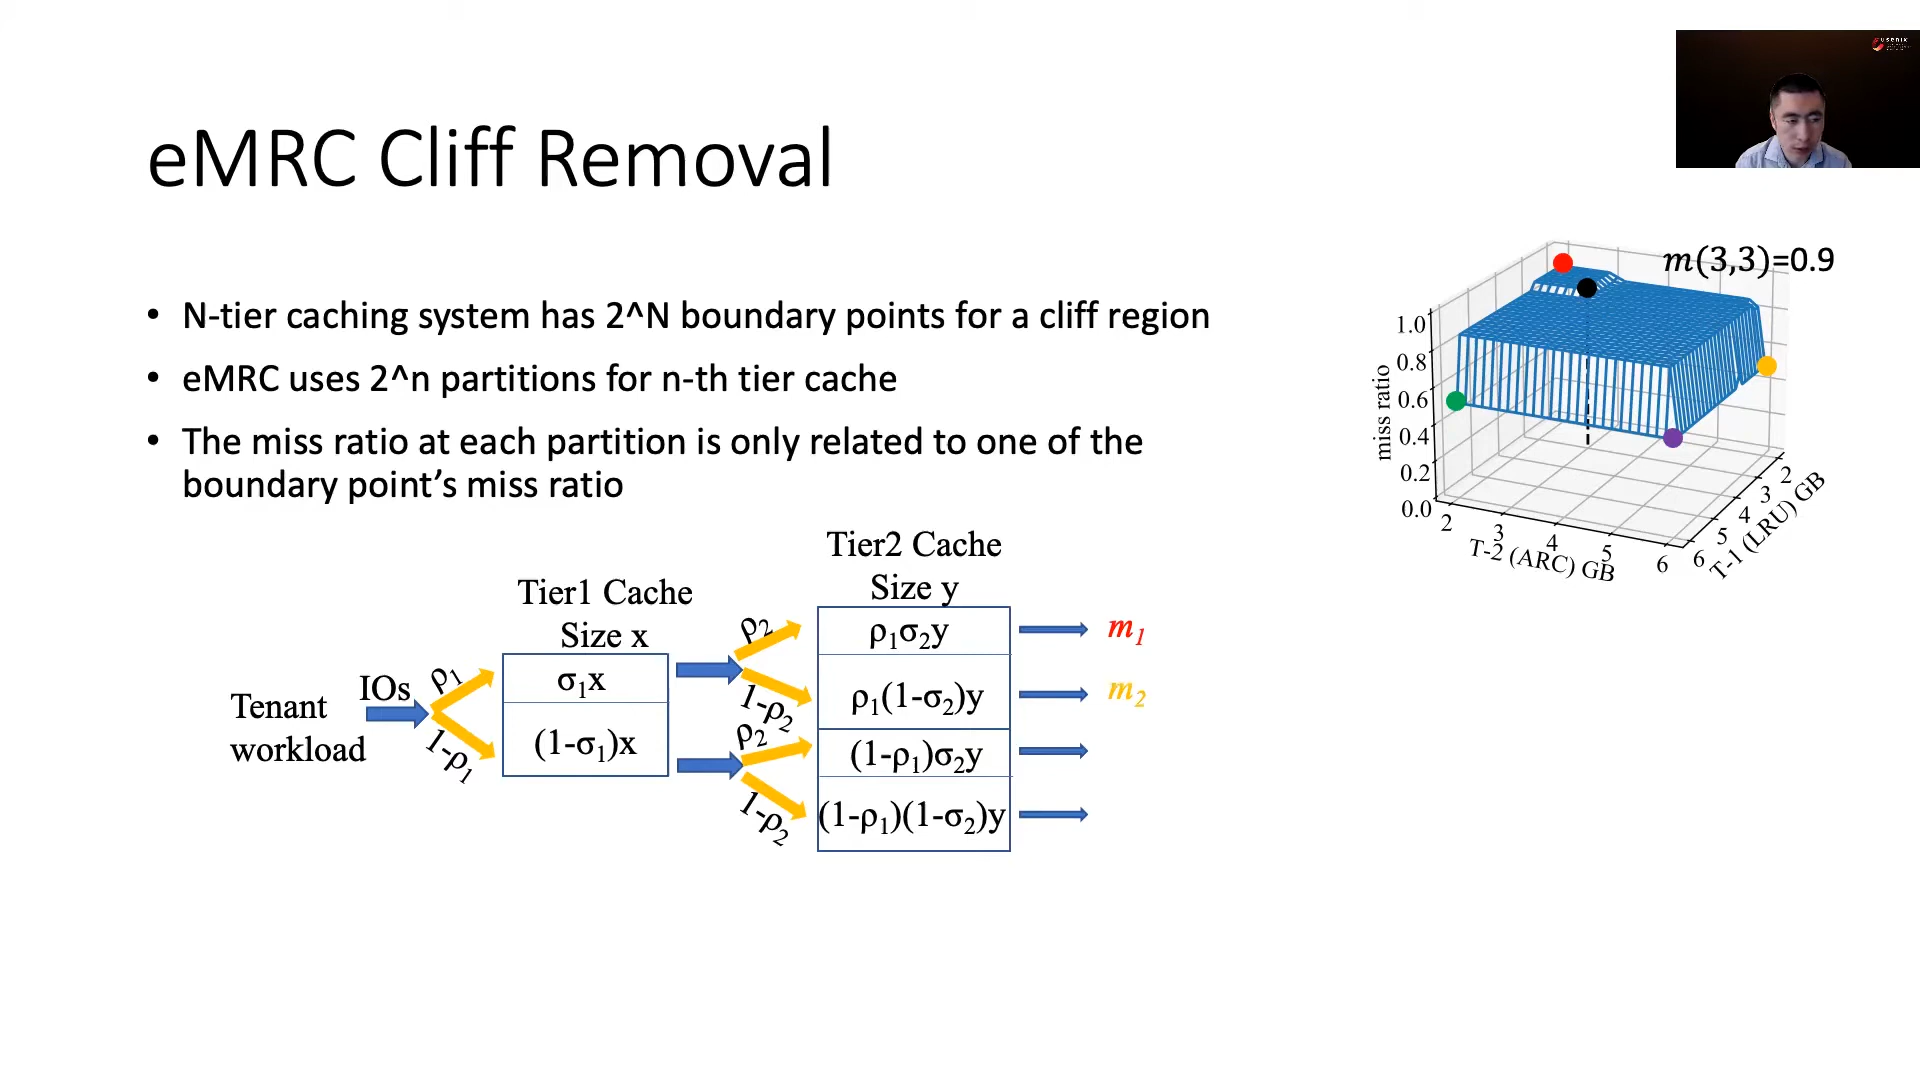 usenix
eMRC Cliff Removal
• N-tier caching system has 2^N boundary points for a cliff region
• eMRC uses 2^n partitions for n-th tier cache
• The miss ratio at each partition is only related to one of the
boundary point’s miss ratio
m(3,3)=0.9
miss ratio
1.0
0.8
0.6
0.4
0.2
0.0
2
3
4
5
6
T-2 (ARC) GB
6
5
4
3
2
T-1 (LRU) GB
Tenant
workload
IOs
ρ₁
1-ρ₁
Tier1 Cache
Size x
σ₁x
(1-σ₁)x
ρ₂
1-ρ₂
ρ₂
1-ρ₂
Tier2 Cache
Size y
ρ₁σ₂y
ρ₁(1-σ₂)y
(1-ρ₁)σ₂y
(1-ρ₁)(1-σ₂)y
m₁
m₂